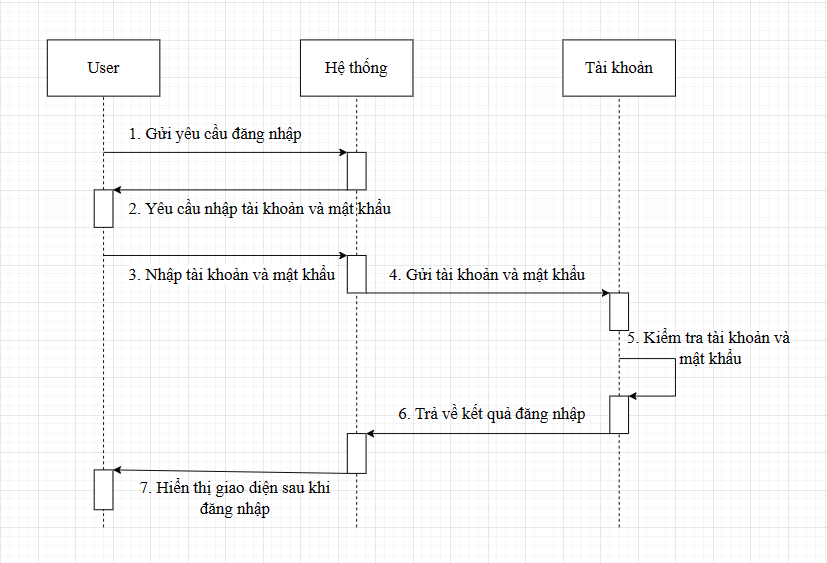 User
Hệ thống
Tài khoản
1. Gửi yêu cầu đăng nhập
2. Yêu cầu nhập tài khoản và mật khẩu
3. Nhập tài khoản và mật khẩu
4. Gửi tài khoản và mật khẩu
5. Kiểm tra tài khoản và
mật khẩu
6. Trả về kết quả đăng nhập
7. Hiển thị giao diện sau khi
đăng nhập